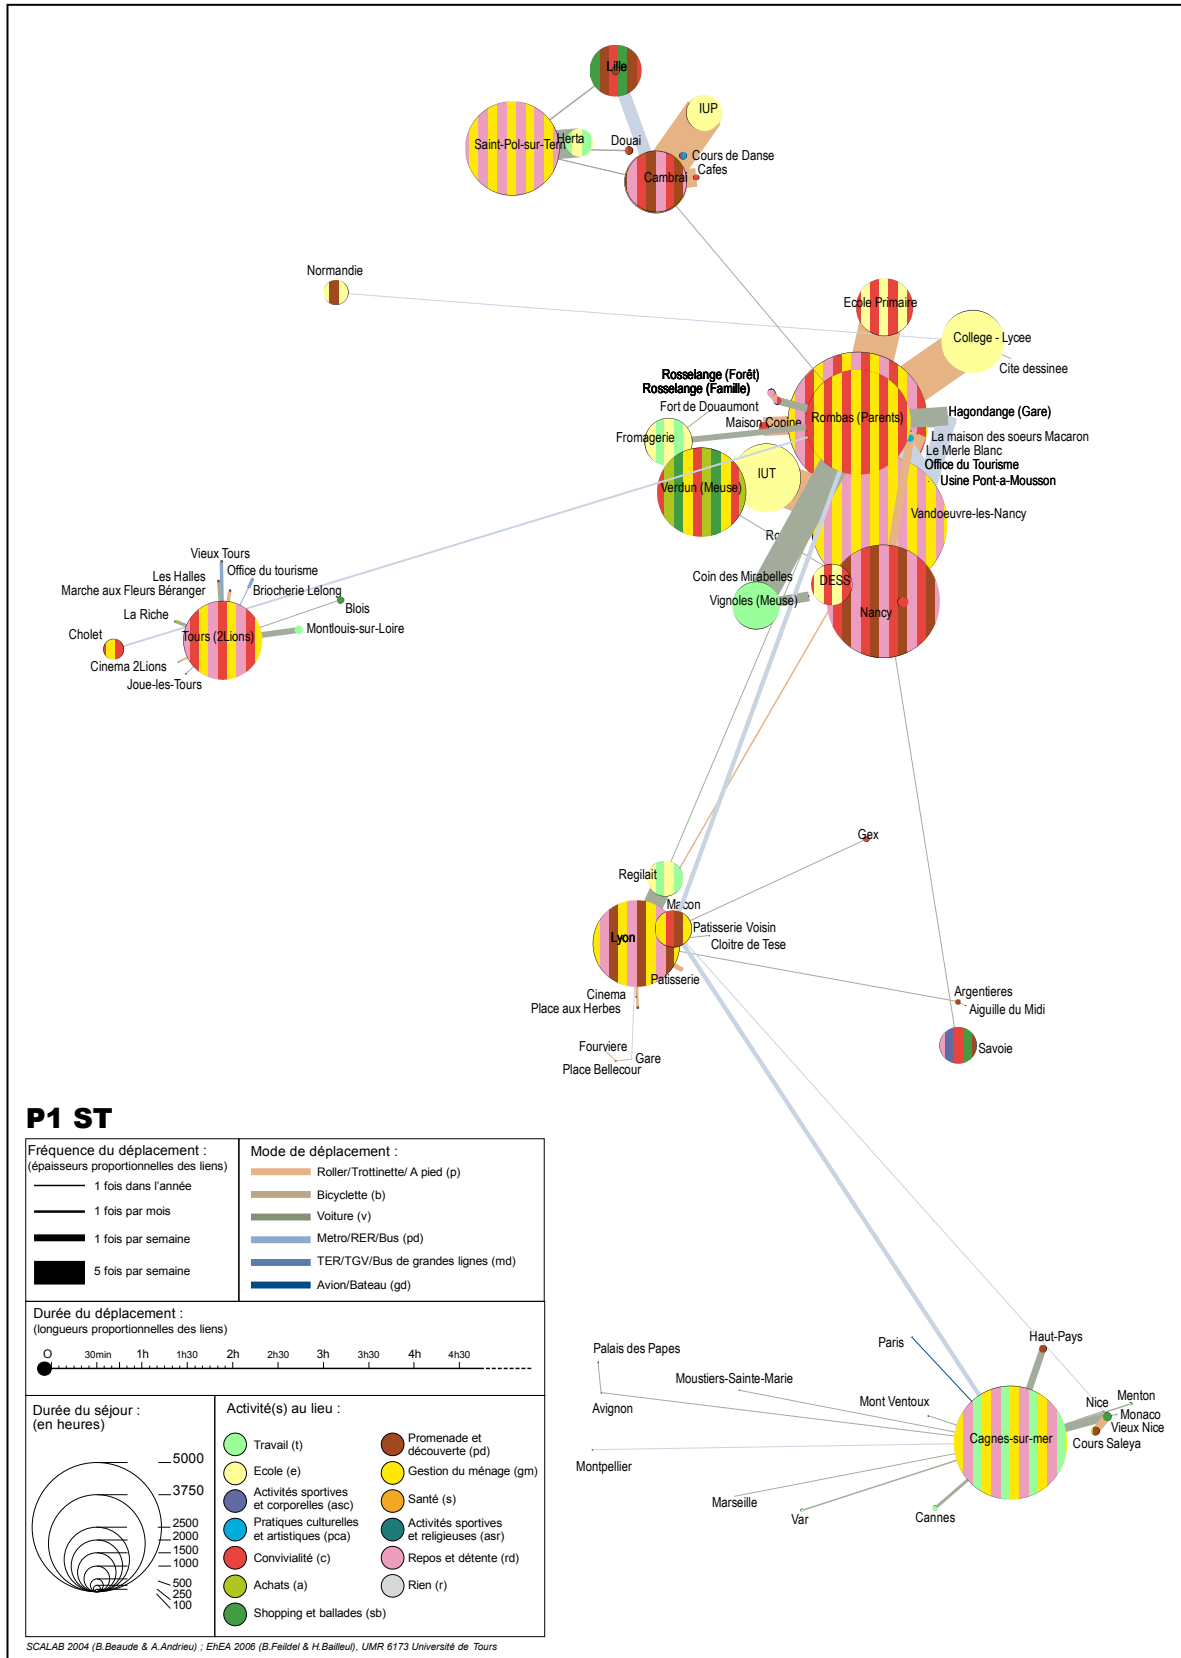 Lille
IUP
Saint-Pol-sur-Tern
Herta
Douai
Cours de Danse
Cafes
Cambrai
Normandie
Ecole Primaire
College - Lycee
Cite dessinee
Rosselange (Forêt)
Rosselange (Famille)
Fort de Douaumont
Maison Copine
Rombas (Parents)
Hagondange (Gare)
Fromagerie
La maison des soeurs Macaron
Le Merle Blanc
Office du Tourisme
IUT
Usine Pont-a-Mousson
Verdun (Meuse)
Vandoeuvre-les-Nancy
Coin des Mirabelles
DESS
Vignoles (Meuse)
Nancy
Vieux Tours
Office du tourisme
Les Halles
Marche aux Fleurs Béranger
Briocherie Lelong
Blois
La Riche
Montlouis-sur-Loire
Cholet
Tours (2Lions)
Cinema 2Lions
Joue-les-Tours
Gex
Regilait
Macon
Patisserie Voisin
Lyon
Cloitre de Tese
Patisserie
Cinema
Place aux Herbes
Argentieres
Aiguille du Midi
Fourviere
Gare
Place Bellecour
Savoie
Paris
Haut-Pays
Palais des Papes
Moustiers-Sainte-Marie
Avignon
Mont Ventoux
Nice
Menton
Monaco
Vieux Nice
Cours Saleya
Cagnes-sur-mer
Montpellier
Marseille
Var
Cannes
P1 ST
Fréquence du déplacement :
(épaisseurs proportionnelles des liens)
1 fois dans l'année
1 fois par mois
1 fois par semaine
5 fois par semaine
Mode de déplacement :
Roller/Trottinette/ A pied (p)
Bicyclette (b)
Voiture (v)
Metro/RER/Bus (pd)
TER/TGV/Bus de grandes lignes (md)
Avion/Bateau (gd)
Durée du déplacement :
(longueurs proportionnelles des liens)
O 30min 1h 1h30 2h 2h30 3h 3h30 4h 4h30
Durée du séjour :
(en heures)
5000
3750
2500
2000
1500
1000
500
250
100
Activité(s) au lieu :
Travail (t)
Ecole (e)
Activités sportives
et corporelles (asc)
Pratiques culturelles
et artistiques (pca)
Convivialité (c)
Achats (a)
Shopping et ballades (sb)
Promenade et
découverte (pd)
Gestion du ménage (gm)
Santé (s)
Activités sportives
et religieuses (asr)
Repos et détente (rd)
Rien (r)
SCALAB 2004 (B.Beaude & A.Andrieu) ; EhEA 2006 (B.Feildel & H.Bailleul), UMR 6173 Université de Tours